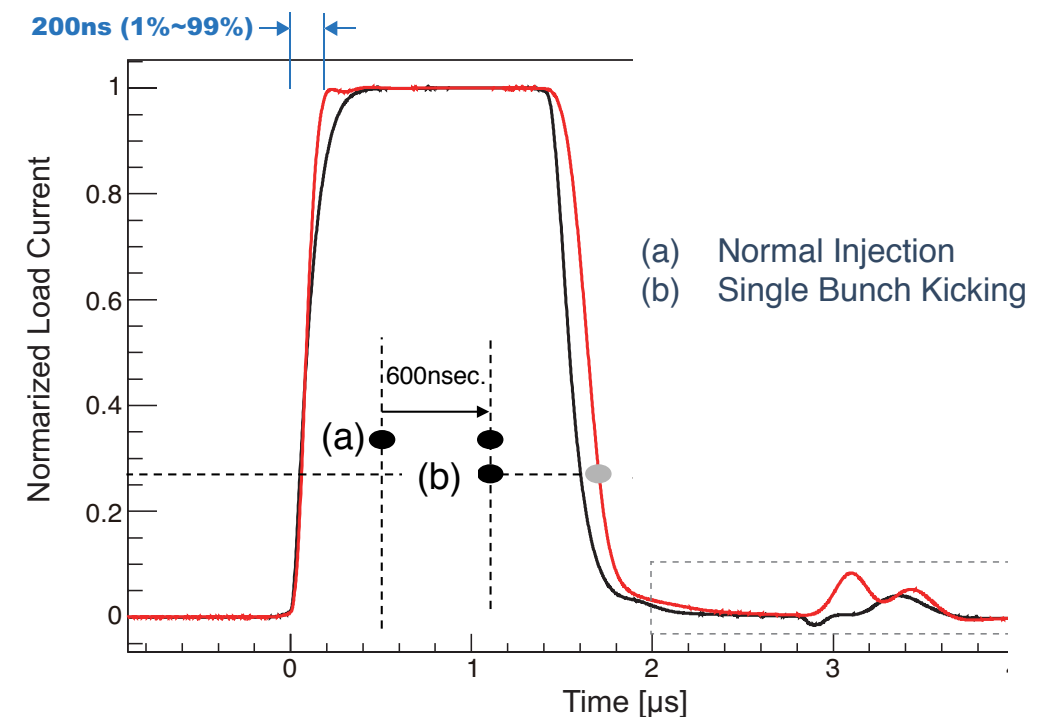 200ns (1%~99%)
1
0.8
0.6
0.4
0.2
0
Normarized Load Current
(a) Normal Injection
(b) Single Bunch Kicking
600nsec.
(a)
(b)
0 1 2 3
Time [µs]